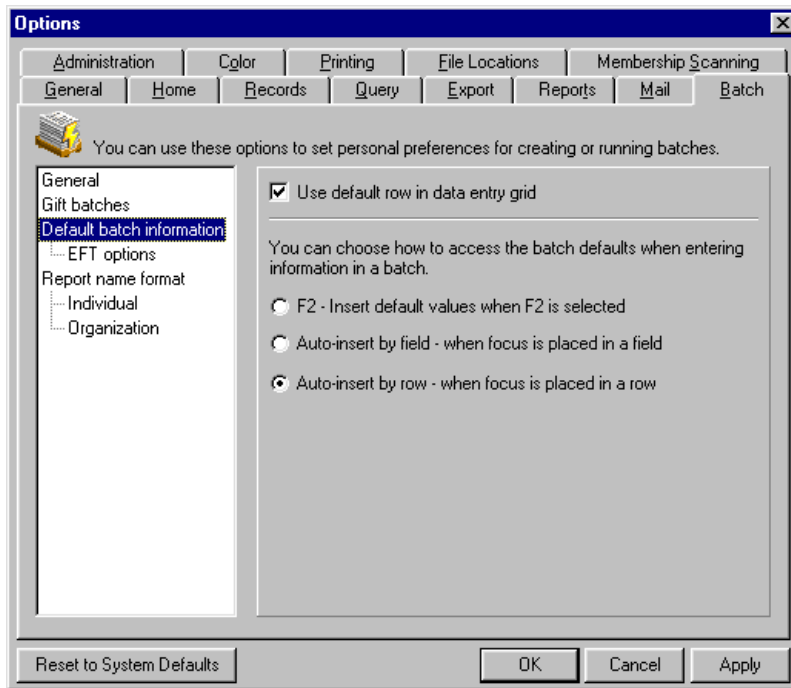 Options
Administration Color Printing File Locations Membership Scanning
General Home Records Query Export Reports Mail Batch
You can use these options to set personal preferences for creating or running batches.
General
Gift batches
Default batch information
EFT options
Report name format
Individual
Organization
Use default row in data entry grid
You can choose how to access the batch defaults when entering
information in a batch.
F2 - Insert default values when F2 is selected
Auto-insert by field - when focus is placed in a field
Auto-insert by row - when focus is placed in a row
Reset to System Defaults OK Cancel Apply